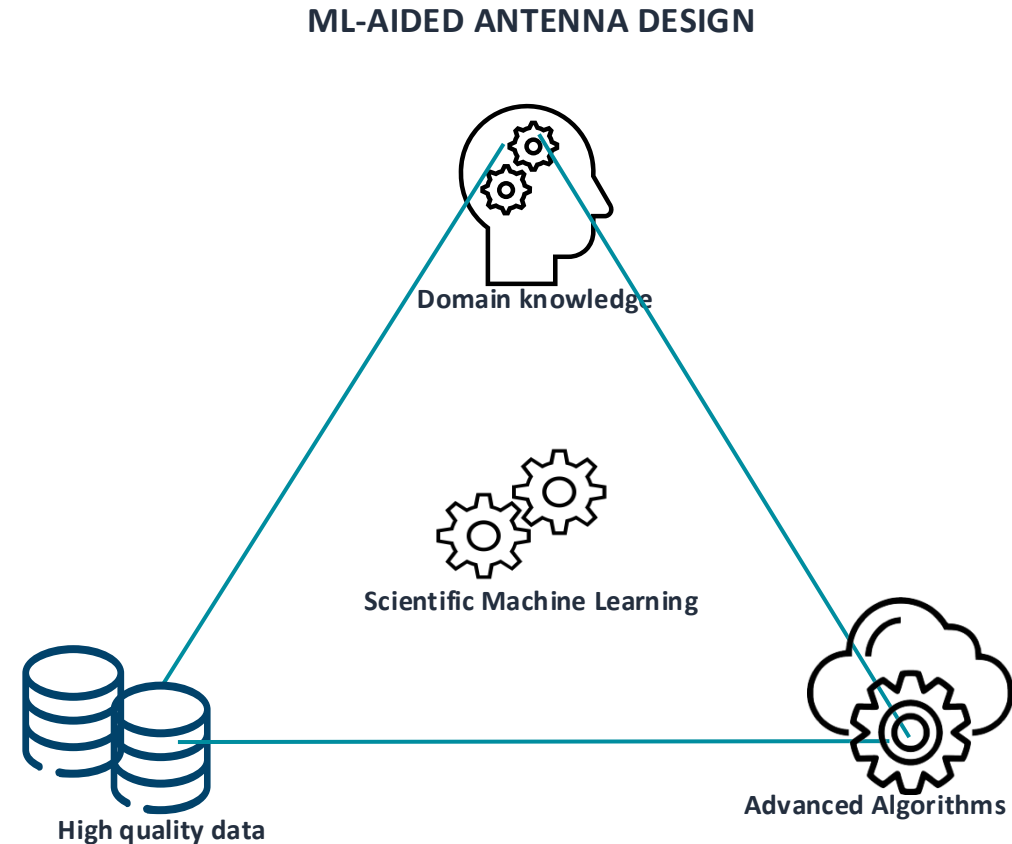 ML-AIDED ANTENNA DESIGN
Domain knowledge
Scientific Machine Learning
Advanced Algorithms
High quality data